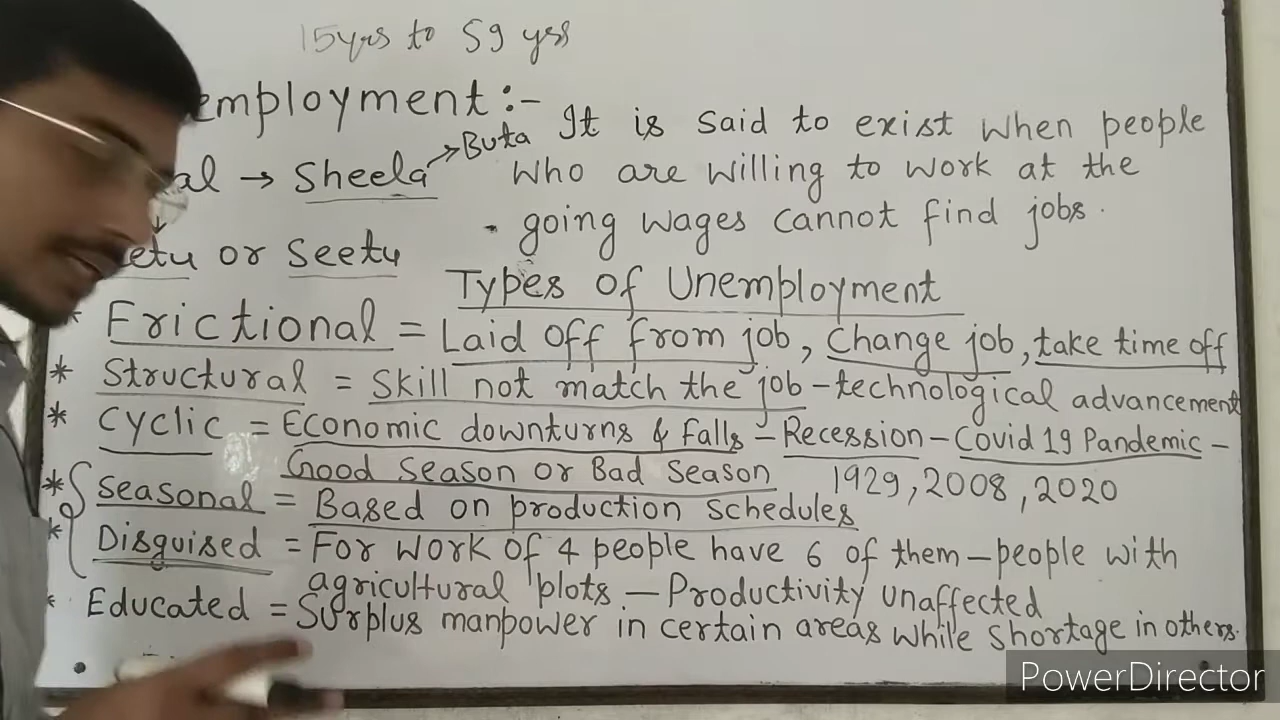 15yrs to 59 yrs
employment :-
It is said to exist when people
al → Sheela → Buta
who are willing to work at the
going wages cannot find jobs.
etu or Seetu
Types of Unemployment
* Frictional = Laid off from job, Change job, take time off
* Structural = Skill not match the job - technological advancement
* Cyclic = Economic downturns & falls - Recession - Covid 19 Pandemic -
Good Season or Bad Season 1929, 2008, 2020
* Seasonal = Based on production schedules
* Disguised = For work of 4 people have 6 of them - people with
agricultural plots. - Productivity unaffected
* Educated = Surplus manpower in certain areas while shortage in others.
PowerDirector